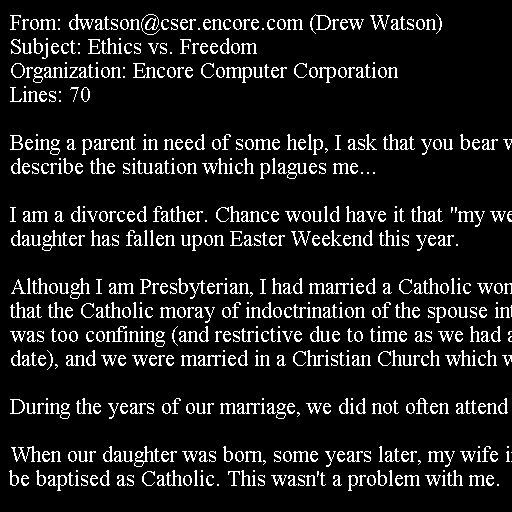 From: dwatson@cser.encore.com (Drew Watson)
Subject: Ethics vs. Freedom
Organization: Encore Computer Corporation
Lines: 70
Being a parent in need of some help, I ask that you bear
describe the situation which plagues me...
I am a divorced father. Chance would have it that "my
daughter has fallen upon Easter Weekend this year.
Although I am Presbyterian, I had married a Catholic
that the Catholic moray of indoctrination of the spouse
was too confining (and restrictive due to time as we had
date), and we were married in a Christian Church which
During the years of our marriage, we did not often attend
When our daughter was born, some years later, my wife
be baptised as Catholic. This wasn't a problem with me.